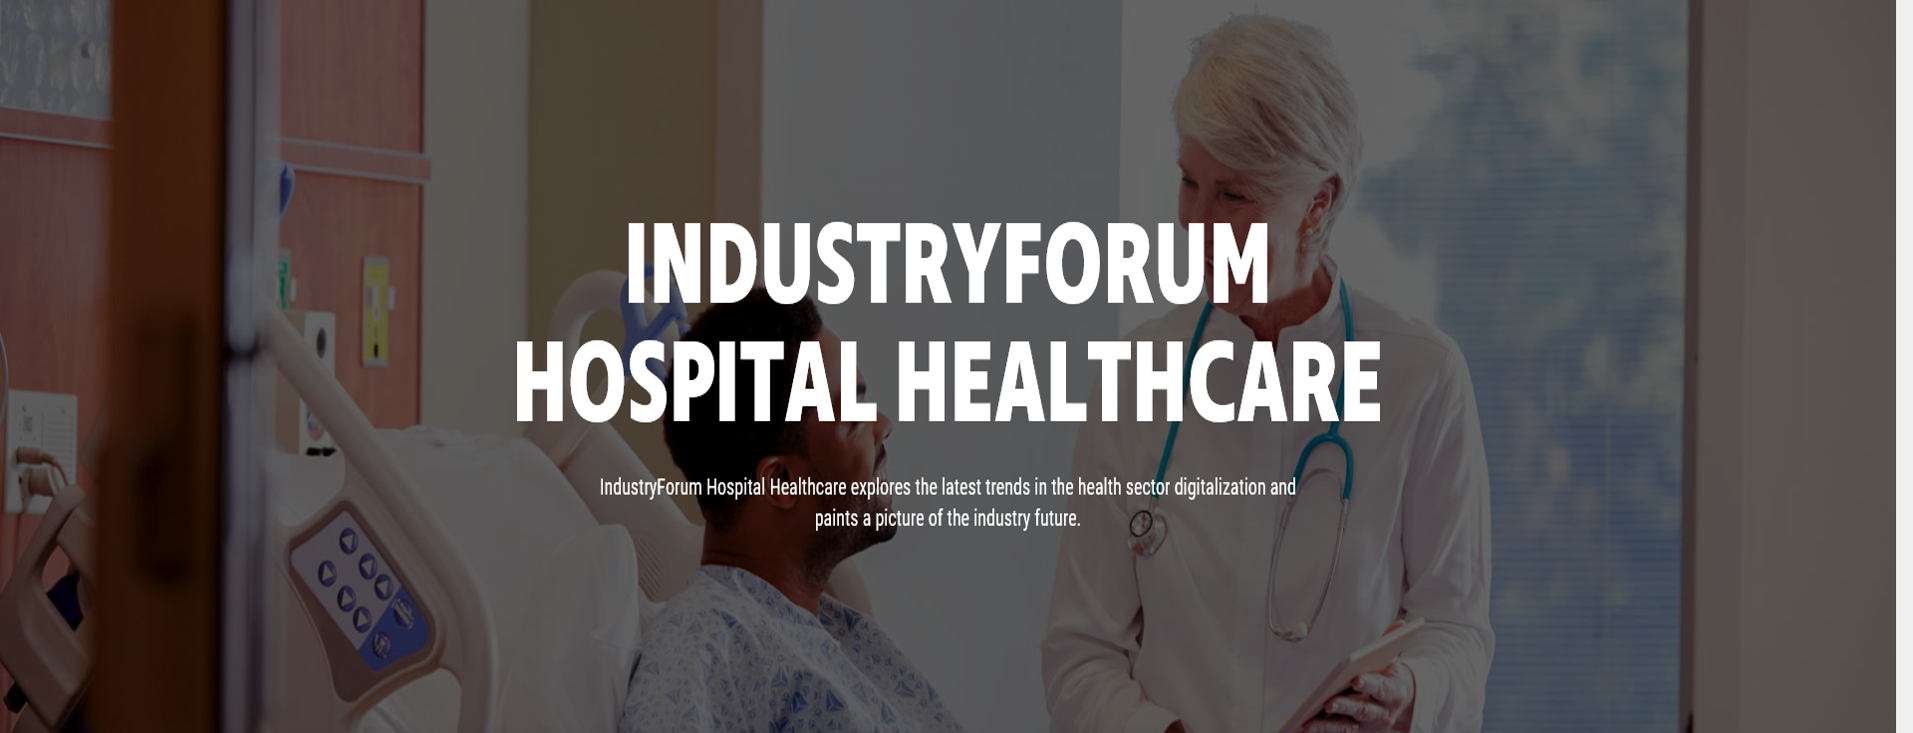 INDUSTRYFORUM
HOSPITAL HEALTHCARE
IndustryForum Hospital Healthcare explores the latest trends in the health sector digitalization and
paints a picture of the industry future.